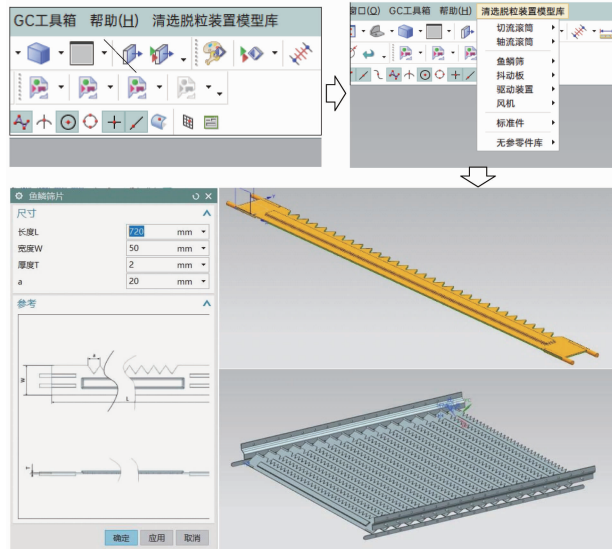 GC工具箱 帮助(H) 清选脱粒装置模型库
窗口(O) GC工具箱 帮助(H) 清选脱粒装置模型库
切流滚筒
轴流滚筒
鱼鳞筛
抖动板
驱动装置
风机
标准件
无参零件库
鱼鳞筛片
尺寸
长度L 720 mm
宽度W 50 mm
厚度T 2 mm
a 20 mm
参考
a
W
L
T
确定 应用 取消